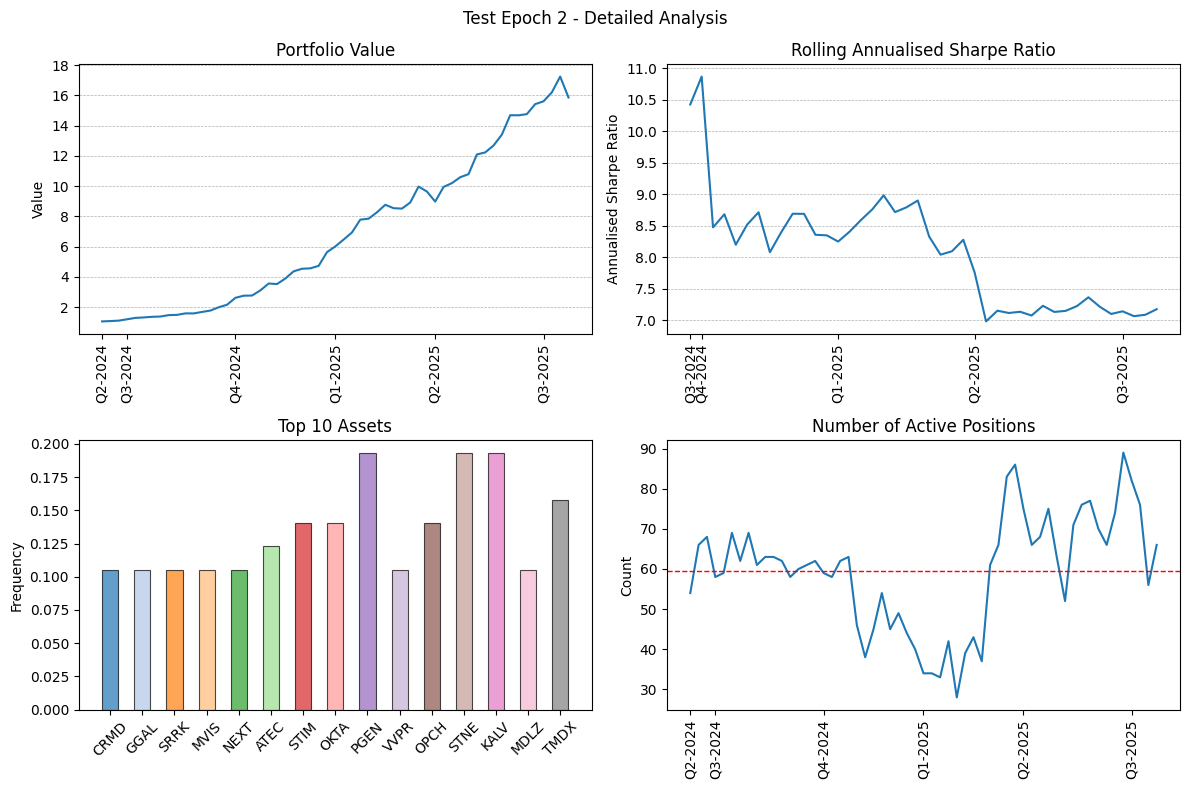 Test Epoch 2 - Detailed Analysis
Portfolio Value
Value
18
16
14
12
10
8
6
4
2
Q2-2024
Q3-2024
Q4-2024
Q1-2025
Q2-2025
Q3-2025
Rolling Annualised Sharpe Ratio
Annualised Sharpe Ratio
11.0
10.5
10.0
9.5
9.0
8.5
8.0
7.5
7.0
Q3-2024
Q4-2024
Q1-2025
Q2-2025
Q3-2025
Top 10 Assets
Frequency
0.200
0.175
0.150
0.125
0.100
0.075
0.050
0.025
0.000
CRMD
GGAL
SRRK
MVIS
NEXT
ATEC
STIM
OKTA
PGEN
VVPR
OPCH
STNE
KALV
MDLZ
TMDX
Number of Active Positions
Count
90
80
70
60
50
40
30
Q2-2024
Q3-2024
Q4-2024
Q1-2025
Q2-2025
Q3-2025